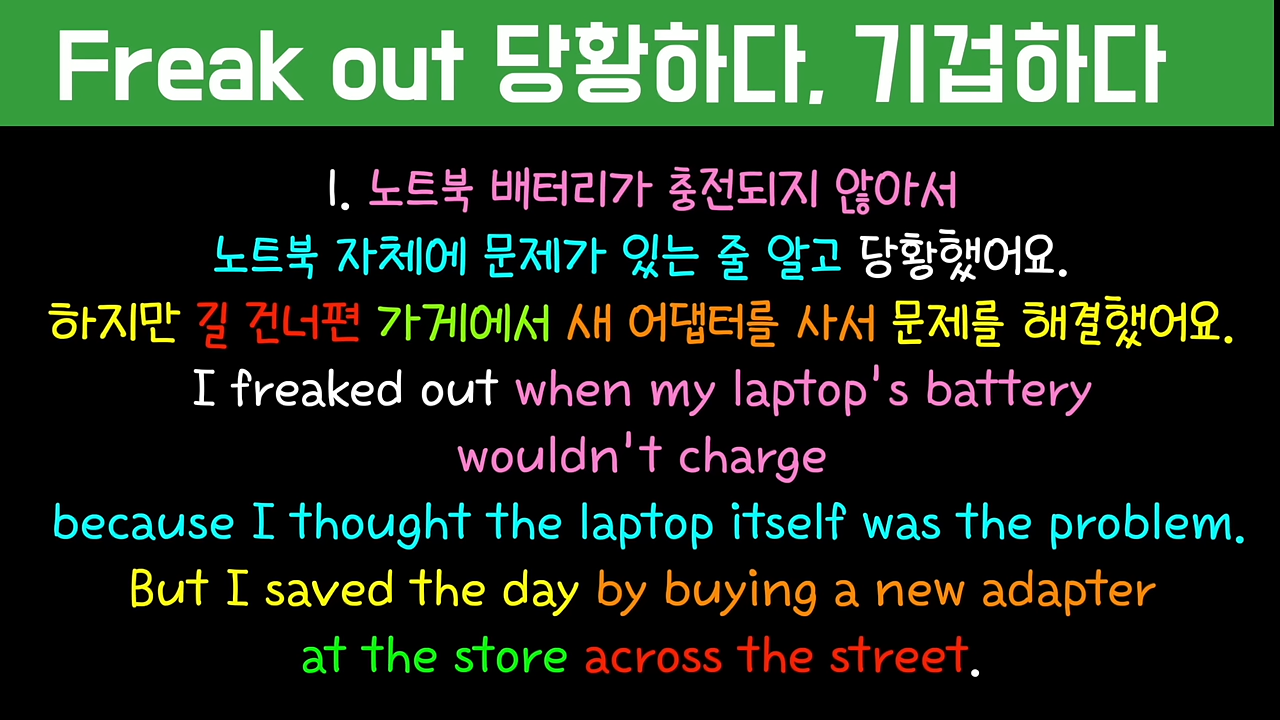 Freak out 당황하다, 기겁하다
1. 노트북 배터리가 충전되지 않아서
노트북 자체에 문제가 있는 줄 알고 당황했어요.
하지만 길 건너편 가게에서 새 어댑터를 사서 문제를 해결했어요.
I freaked out when my laptop's battery
wouldn't charge
because I thought the laptop itself was the problem.
But I saved the day by buying a new adapter
at the store across the street.